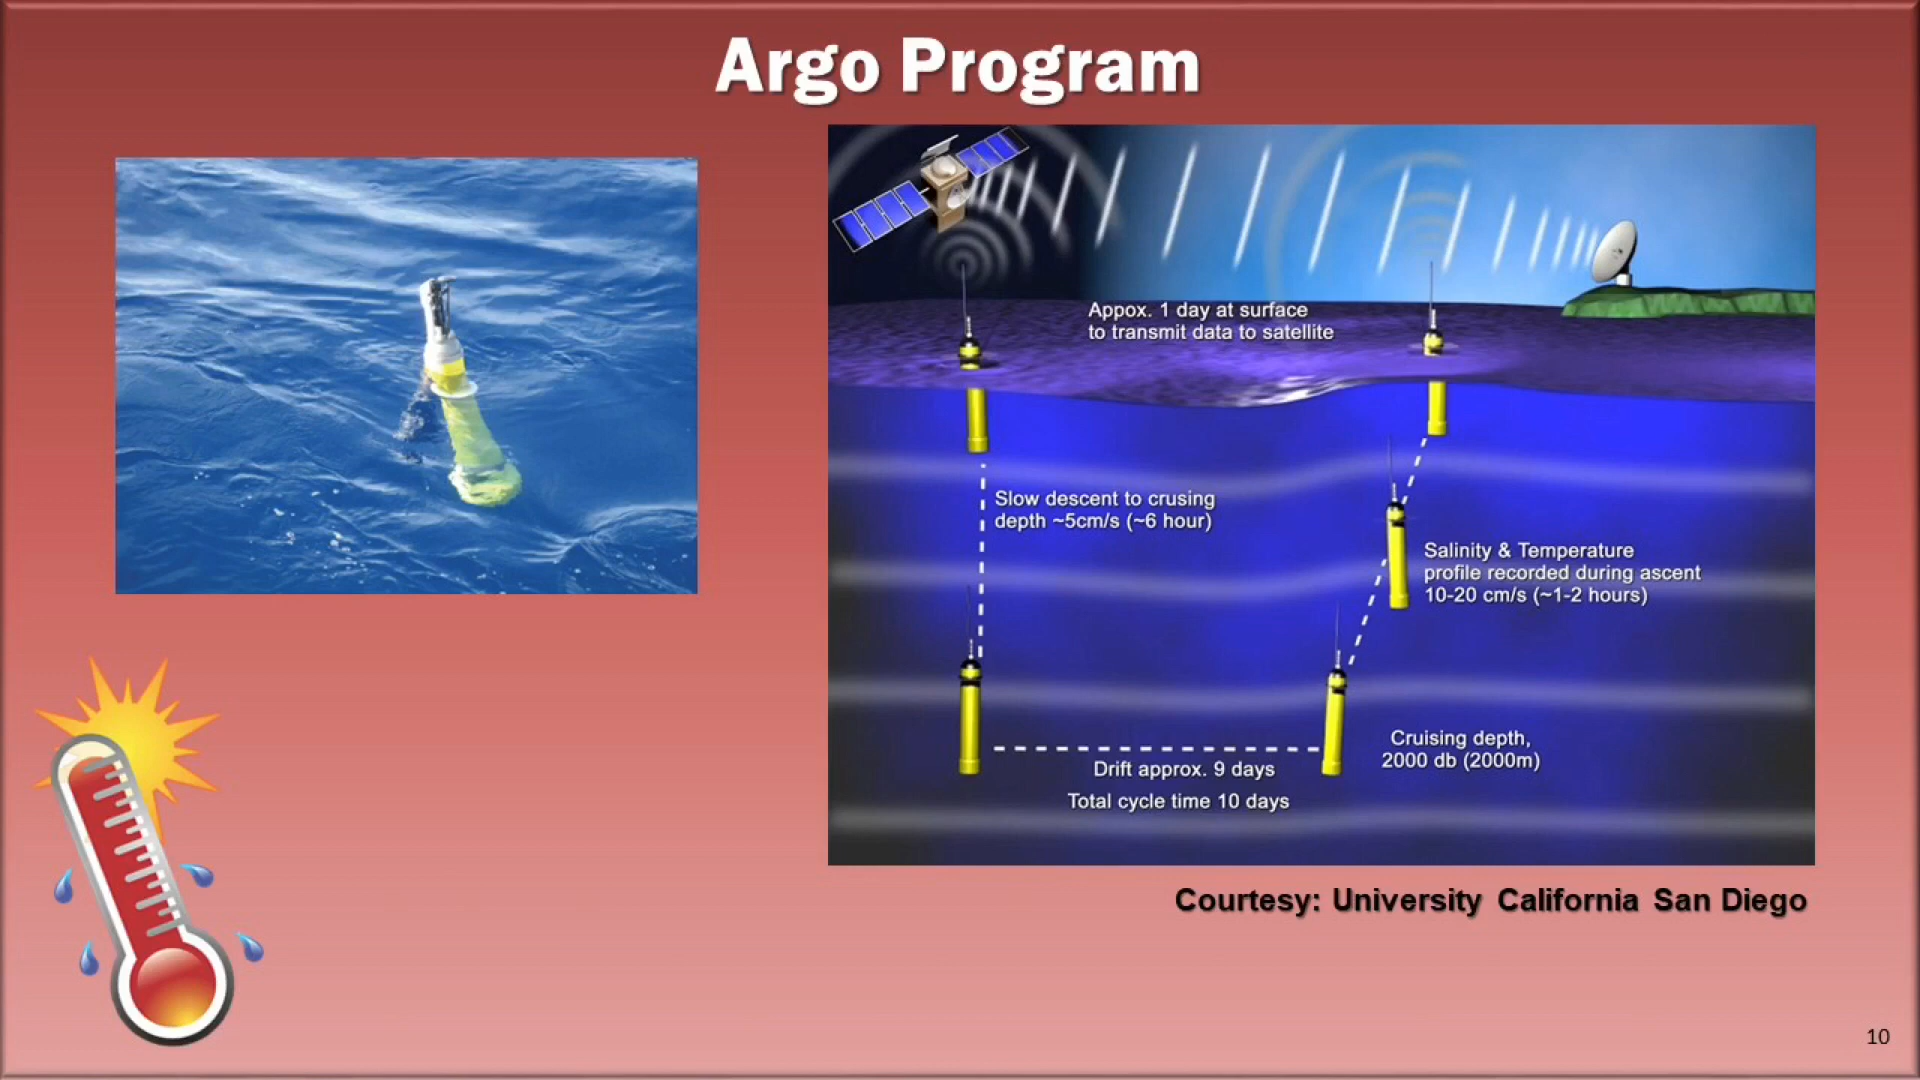 Argo Program
Appox. 1 day at surface
to transmit data to satellite
Slow descent to crusing
depth ~5cm/s (~6 hour)
Salinity & Temperature
profile recorded during ascent
10-20 cm/s (~1-2 hours)
Cruising depth,
2000 db (2000m)
Drift approx. 9 days
Total cycle time 10 days
Courtesy: University California San Diego
10